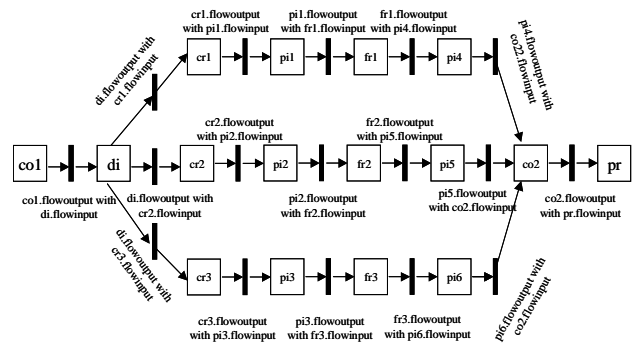 cr1.flowoutput
with pi1.flowinput
pi1.flowoutput
with fr1.flowinput
fr1.flowoutput
with pi4.flowinput
di.flowoutput with
cr1.flowinput
cr1
pi1
fr1
pi4
pi4.flowoutput with
co22.flowinput
cr2.flowoutput
with pi2.flowinput
fr2.flowoutput
with pi5.flowinput
co1
di
cr2
pi2
fr2
pi5
co2
pr
co1.flowoutput with
di.flowinput
di.flowoutput with
cr2.flowinput
pi2.flowoutput
with fr2.flowinput
pi5.flowoutput
with co2.flowinput
co2.flowoutput
with pr.flowinput
di.flowoutput with
cr3.flowinput
cr3
pi3
fr3
pi6
pi6.flowoutput with
co2.flowinput
cr3.flowoutput
with pi3.flowinput
pi3.flowoutput
with fr3.flowinput
fr3.flowoutput
with pi6.flowinput